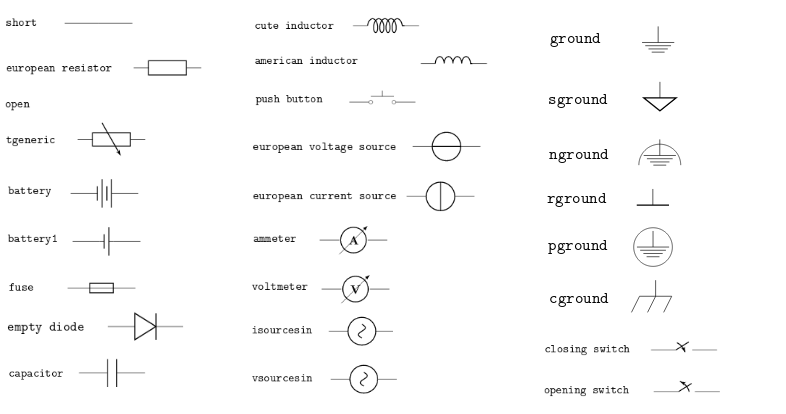 short
european resistor
open
tgeneric
battery
battery1
fuse
empty diode
capacitor
cute inductor
american inductor
push button
european voltage source
european current source
ammeter A
voltmeter V
isourcesin
vsourcesin
ground
sground
nground
rground
pground
cground
closing switch
opening switch